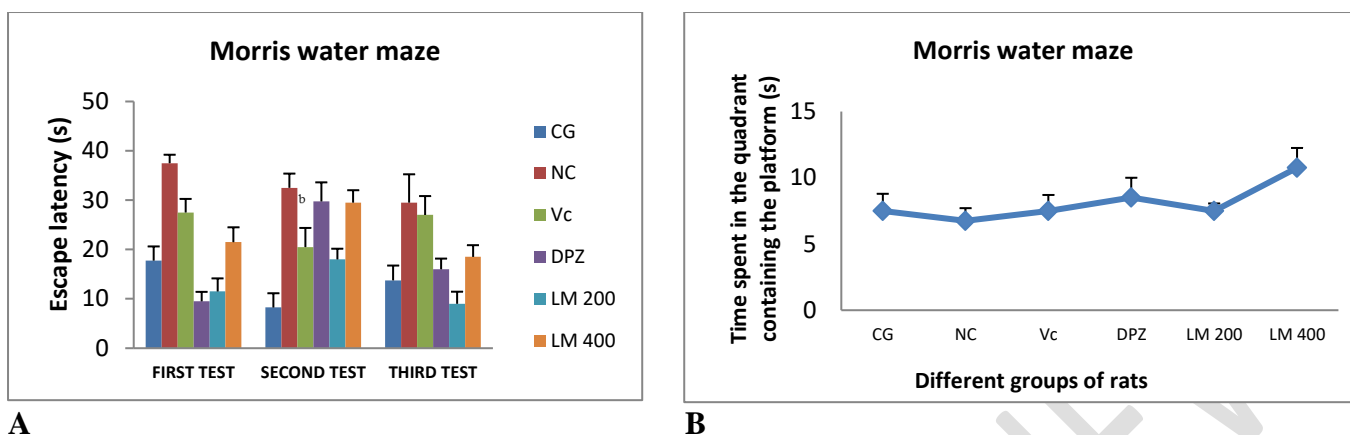 Morris water maze
Escape latency (s)
50
40
30
20
10
0
b
FIRST TEST SECOND TEST THIRD TEST
CG
NC
Vc
DPZ
LM 200
LM 400
A
Morris water maze
Time spent in the quadrant
containing the platform (s)
15
10
5
0
CG NC Vc DPZ LM 200 LM 400
Different groups of rats
B